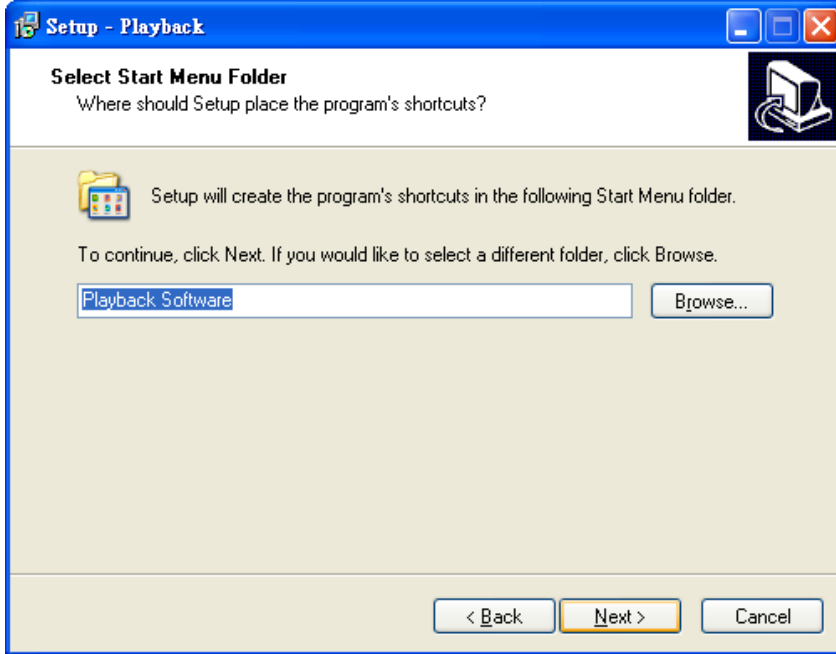 Setup - Playback
Select Start Menu Folder
Where should Setup place the program's shortcuts?
Setup will create the program's shortcuts in the following Start Menu folder.
To continue, click Next. If you would like to select a different folder, click Browse.
Playback Software
Browse...
< Back
Next >
Cancel